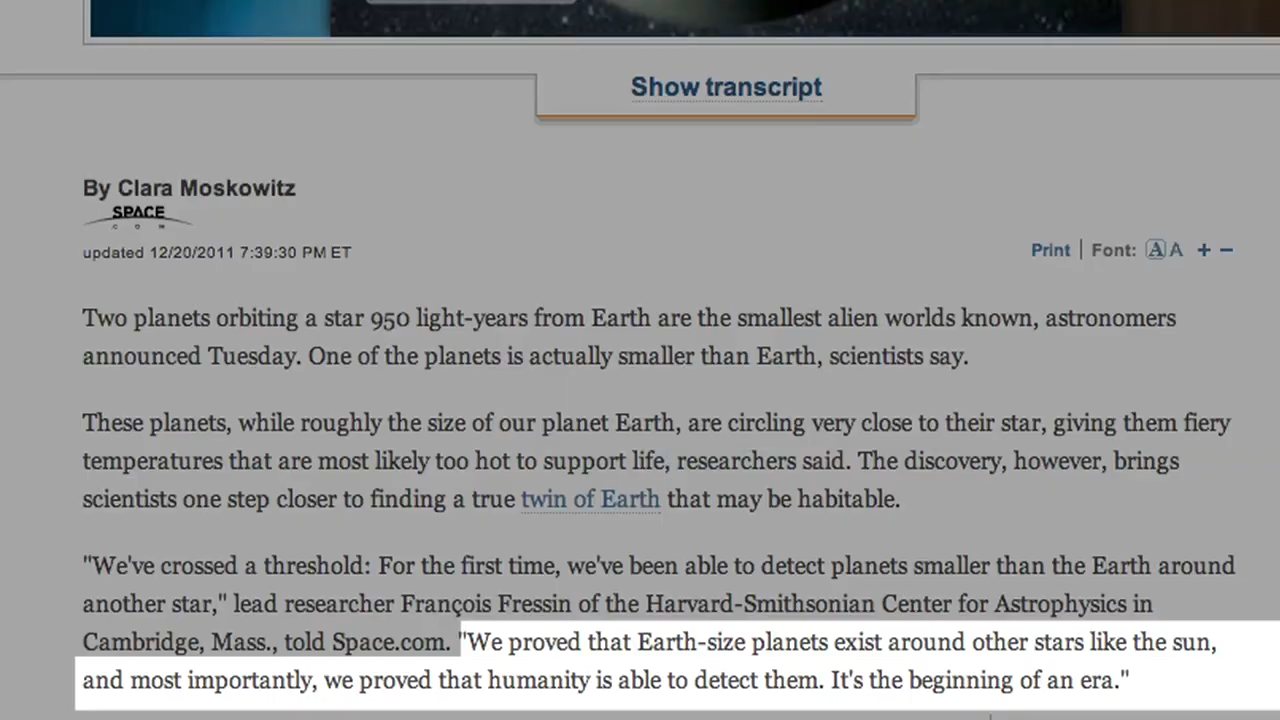 Show transcript
By Clara Moskowitz
SPACE
C O M
updated 12/20/2011 7:39:30 PM ET
Print | Font: A A + −
Two planets orbiting a star 950 light-years from Earth are the smallest alien worlds known, astronomers
announced Tuesday. One of the planets is actually smaller than Earth, scientists say.
These planets, while roughly the size of our planet Earth, are circling very close to their star, giving them fiery
temperatures that are most likely too hot to support life, researchers said. The discovery, however, brings
scientists one step closer to finding a true twin of Earth that may be habitable.
"We've crossed a threshold: For the first time, we've been able to detect planets smaller than the Earth around
another star," lead researcher François Fressin of the Harvard-Smithsonian Center for Astrophysics in
Cambridge, Mass., told Space.com. "We proved that Earth-size planets exist around other stars like the sun,
and most importantly, we proved that humanity is able to detect them. It's the beginning of an era."